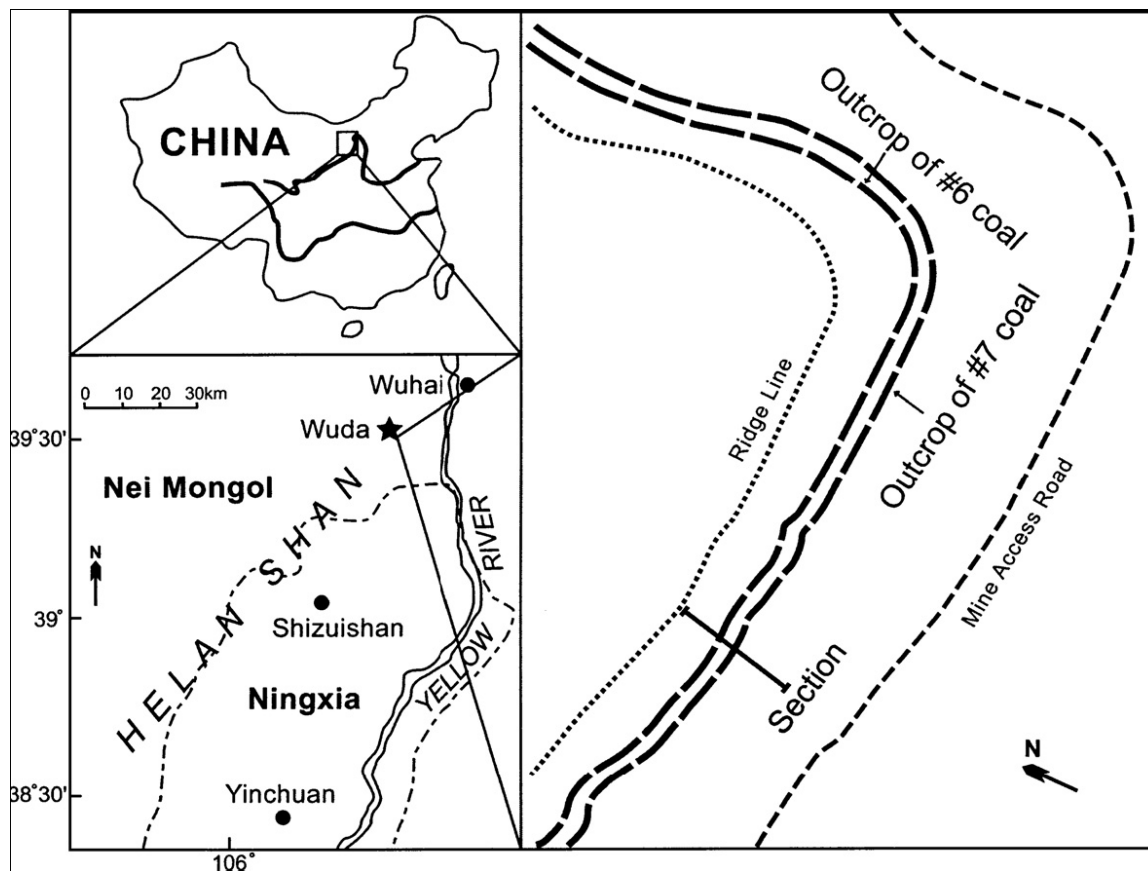 CHINA
0 10 20 30km
Wuhai
39°30'
Wuda
Nei Mongol
HELAN SHAN
RIVER
YELLOW
N
39°
Shizuishan
Ningxia
38°30'
Yinchuan
106°
Outcrop of #6 coal
Outcrop of #7 coal
Ridge Line
Mine Access Road
Section
N